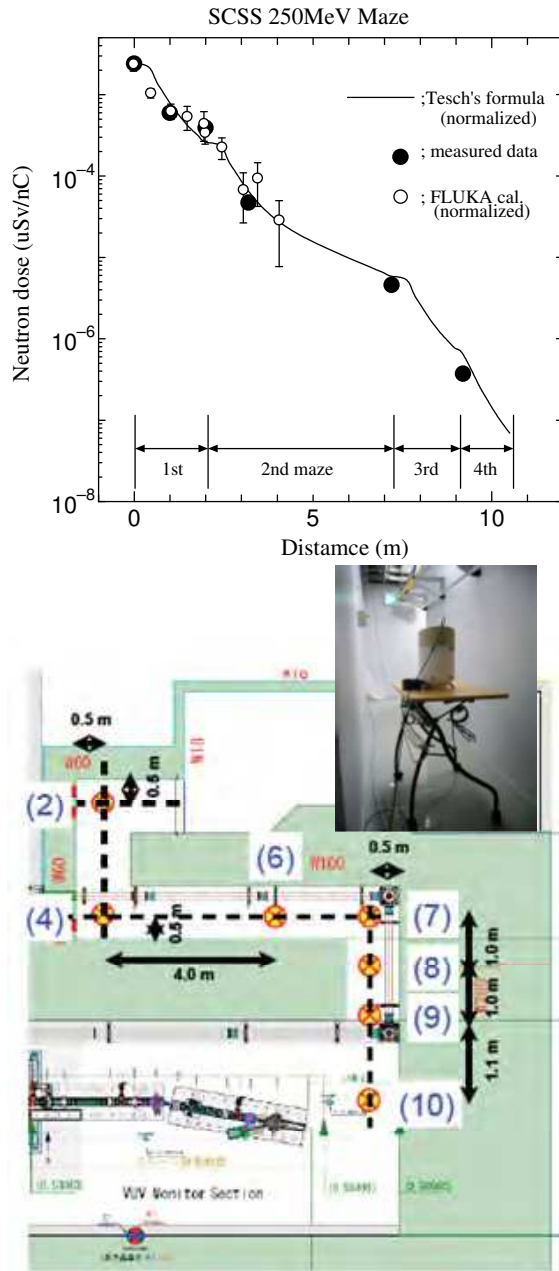 SCSS 250MeV Maze
Neutron dose (uSv/nC)
;Tesch's formula
(normalized)
; measured data
; FLUKA cal.
(normalized)
10−4
10−6
10−8
1st
2nd maze
3rd
4th
0
5
10
Distamce (m)
0.5 m
0.5 m
(2)
(6)
W100
0.5 m
(4)
0.5 m
(7)
4.0 m
1.0 m
(8)
1.0 m
(9)
1.1 m
(10)
VUV Monitor Section